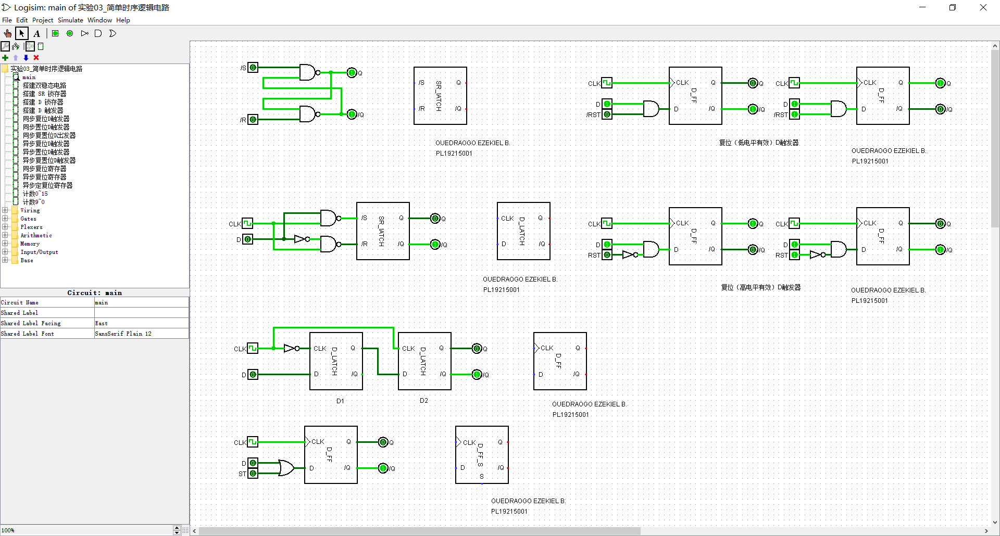 Logisim: main of 实验03_简单时序逻辑电路
File Edit Project Simulate Window Help
A
实验03_简单时序逻辑电路
main
搭建双稳态电路
搭建 SR 锁存器
搭建 D 锁存器
搭建 D 触发器
同步复位D触发器
同步置位D触发器
同步复置位D出发器
异步复位D触发器
异步置位D触发器
异步复置位D触发器
同步复位寄存器
异步复位寄存器
异步定复位寄存器
计数0~15
计数9~0
Wiring
Gates
Plexers
Arithmetic
Memory
Input/Output
Base
Circuit: main
Circuit Name main
Shared Label
Shared Label Facing East
Shared Label Font SansSerif Plain 12
100%
/S 0 1 Q
/R 0 1 /Q
/S Q
SR_lATCH
/R /Q
OUEDRAOGO EZEKIEL B.
PL19215001
CLK CLK Q 0 Q
D_FF
D 1
/RST 0 D /Q 1 /Q
CLK CLK Q 1 Q
D_FF
D 1
/RST 1 D /Q 0 /Q
复位（低电平有效）D触发器
OUEDRAOGO EZEKIEL B.
PL19215001
CLK /S Q 0 Q
SR_lATCH
D 0 /R /Q 1 /Q
CLK Q
D_LATCH
D /Q
OUEDRAOGO EZEKIEL B.
PL19215001
CLK CLK Q 1 Q
D_FF
D 1
RST 0 D /Q 0 /Q
CLK CLK Q 0 Q
D_FF
D 1
RST 1 D /Q 1 /Q
复位（高电平有效）D触发器
OUEDRAOGO EZEKIEL B.
PL19215001
CLK CLK Q CLK Q 0 Q
D_LATCH D_LATCH
D 0 D /Q D /Q 1 /Q
D1 D2
CLK Q
D_FF
D /Q
OUEDRAOGO EZEKIEL B.
PL19215001
CLK CLK Q 0 Q
D_FF
D 0
ST 0 D /Q 1 /Q
CLK Q
D_FF_S
D /Q
S
OUEDRAOGO EZEKIEL B.
PL19215001